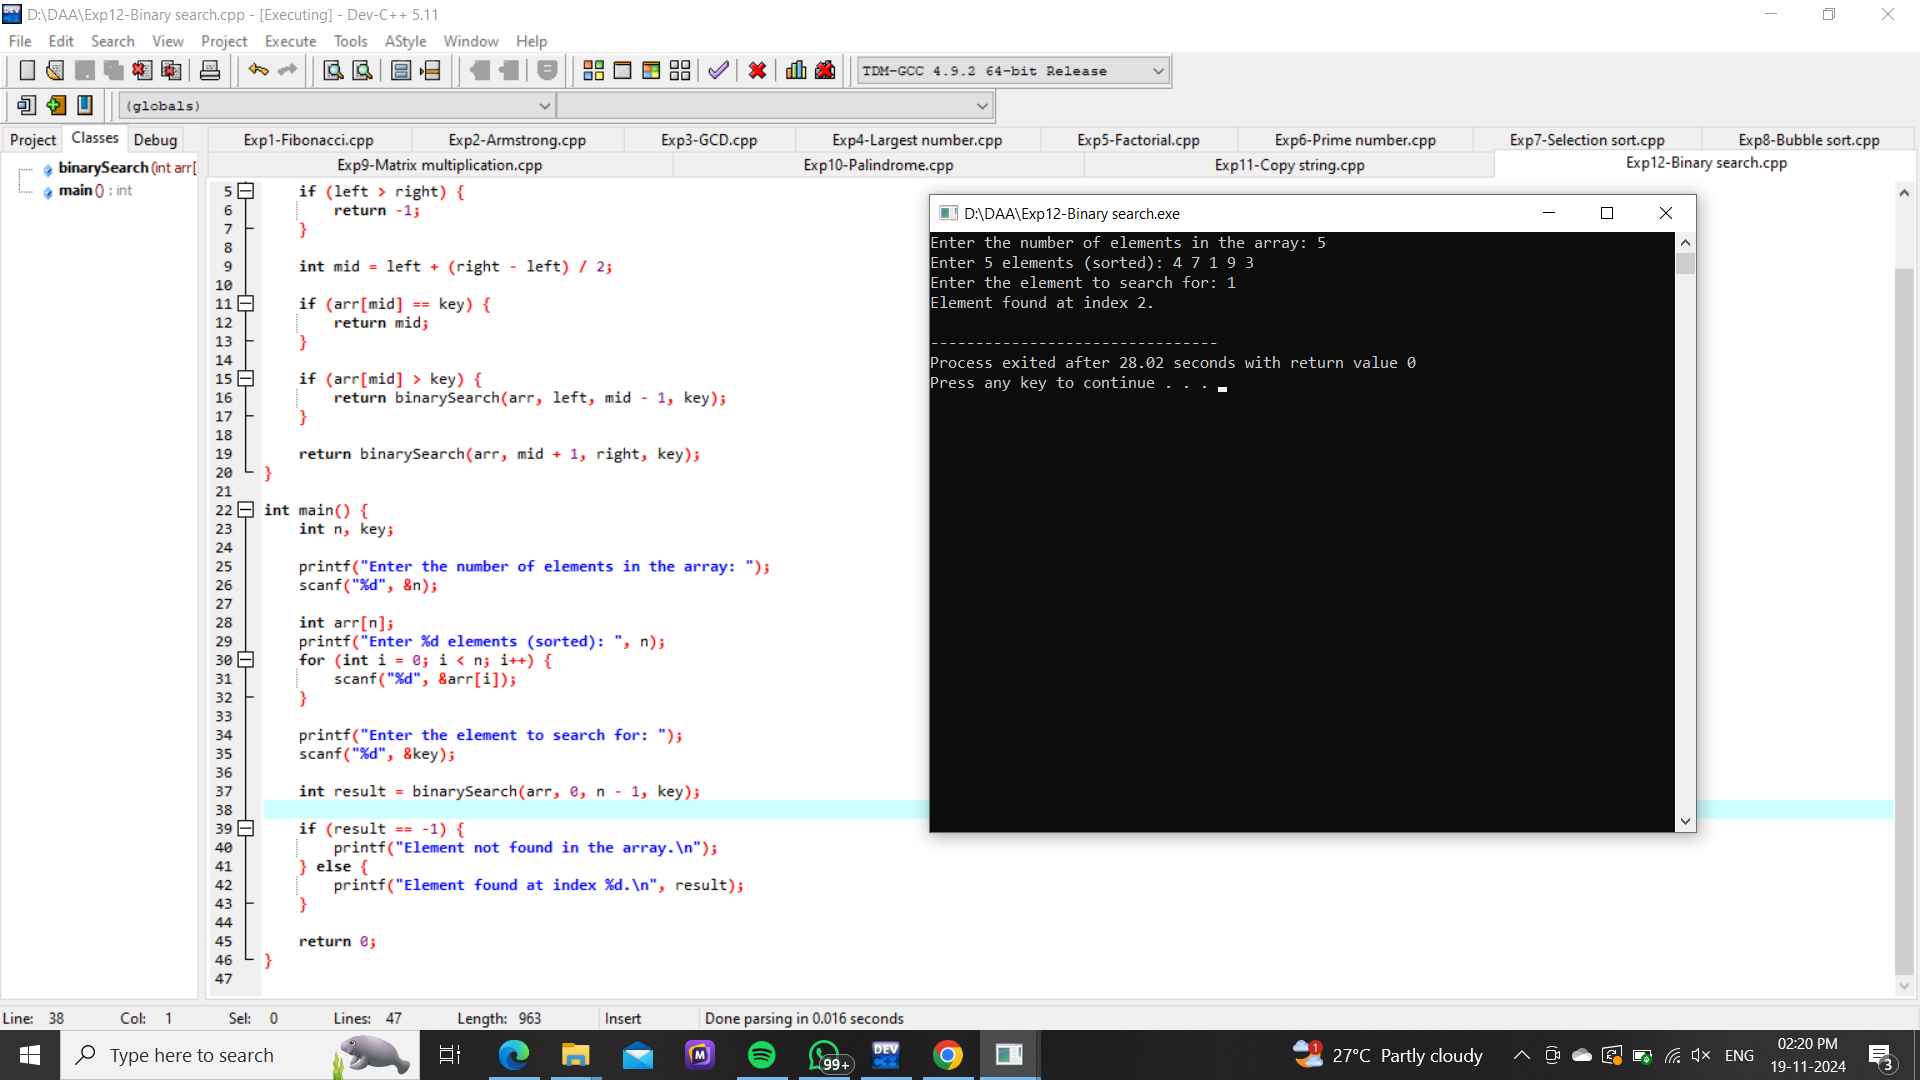 D:\DAA\Exp12-Binary search.cpp - [Executing] - Dev-C++ 5.11
File Edit Search View Project Execute Tools AStyle Window Help
TDM-GCC 4.9.2 64-bit Release
(globals)
Project Classes Debug
Exp1-Fibonacci.cpp Exp2-Armstrong.cpp Exp3-GCD.cpp Exp4-Largest number.cpp Exp5-Factorial.cpp Exp6-Prime number.cpp Exp7-Selection sort.cpp Exp8-Bubble sort.cpp
Exp9-Matrix multiplication.cpp Exp10-Palindrome.cpp Exp11-Copy string.cpp Exp12-Binary search.cpp
binarySearch (int arr[
main () : int
5 if (left > right) {
6 return -1;
7 }
8
9 int mid = left + (right - left) / 2;
10
11 if (arr[mid] == key) {
12 return mid;
13 }
14
15 if (arr[mid] > key) {
16 return binarySearch(arr, left, mid - 1, key);
17 }
18
19 return binarySearch(arr, mid + 1, right, key);
20 }
21
22 int main() {
23 int n, key;
24
25 printf("Enter the number of elements in the array: ");
26 scanf("%d", &n);
27
28 int arr[n];
29 printf("Enter %d elements (sorted): ", n);
30 for (int i = 0; i < n; i++) {
31 scanf("%d", &arr[i]);
32 }
33
34 printf("Enter the element to search for: ");
35 scanf("%d", &key);
36
37 int result = binarySearch(arr, 0, n - 1, key);
38
39 if (result == -1) {
40 printf("Element not found in the array.\n");
41 } else {
42 printf("Element found at index %d.\n", result);
43 }
44
45 return 0;
46 }
47
D:\DAA\Exp12-Binary search.exe
Enter the number of elements in the array: 5
Enter 5 elements (sorted): 4 7 1 9 3
Enter the element to search for: 1
Element found at index 2.
--------------------------------
Process exited after 28.02 seconds with return value 0
Press any key to continue . . .
Line: 38 Col: 1 Sel: 0 Lines: 47 Length: 963 Insert Done parsing in 0.016 seconds
Type here to search
99+
DEV
1
27°C Partly cloudy
ENG
02:20 PM
19-11-2024
3